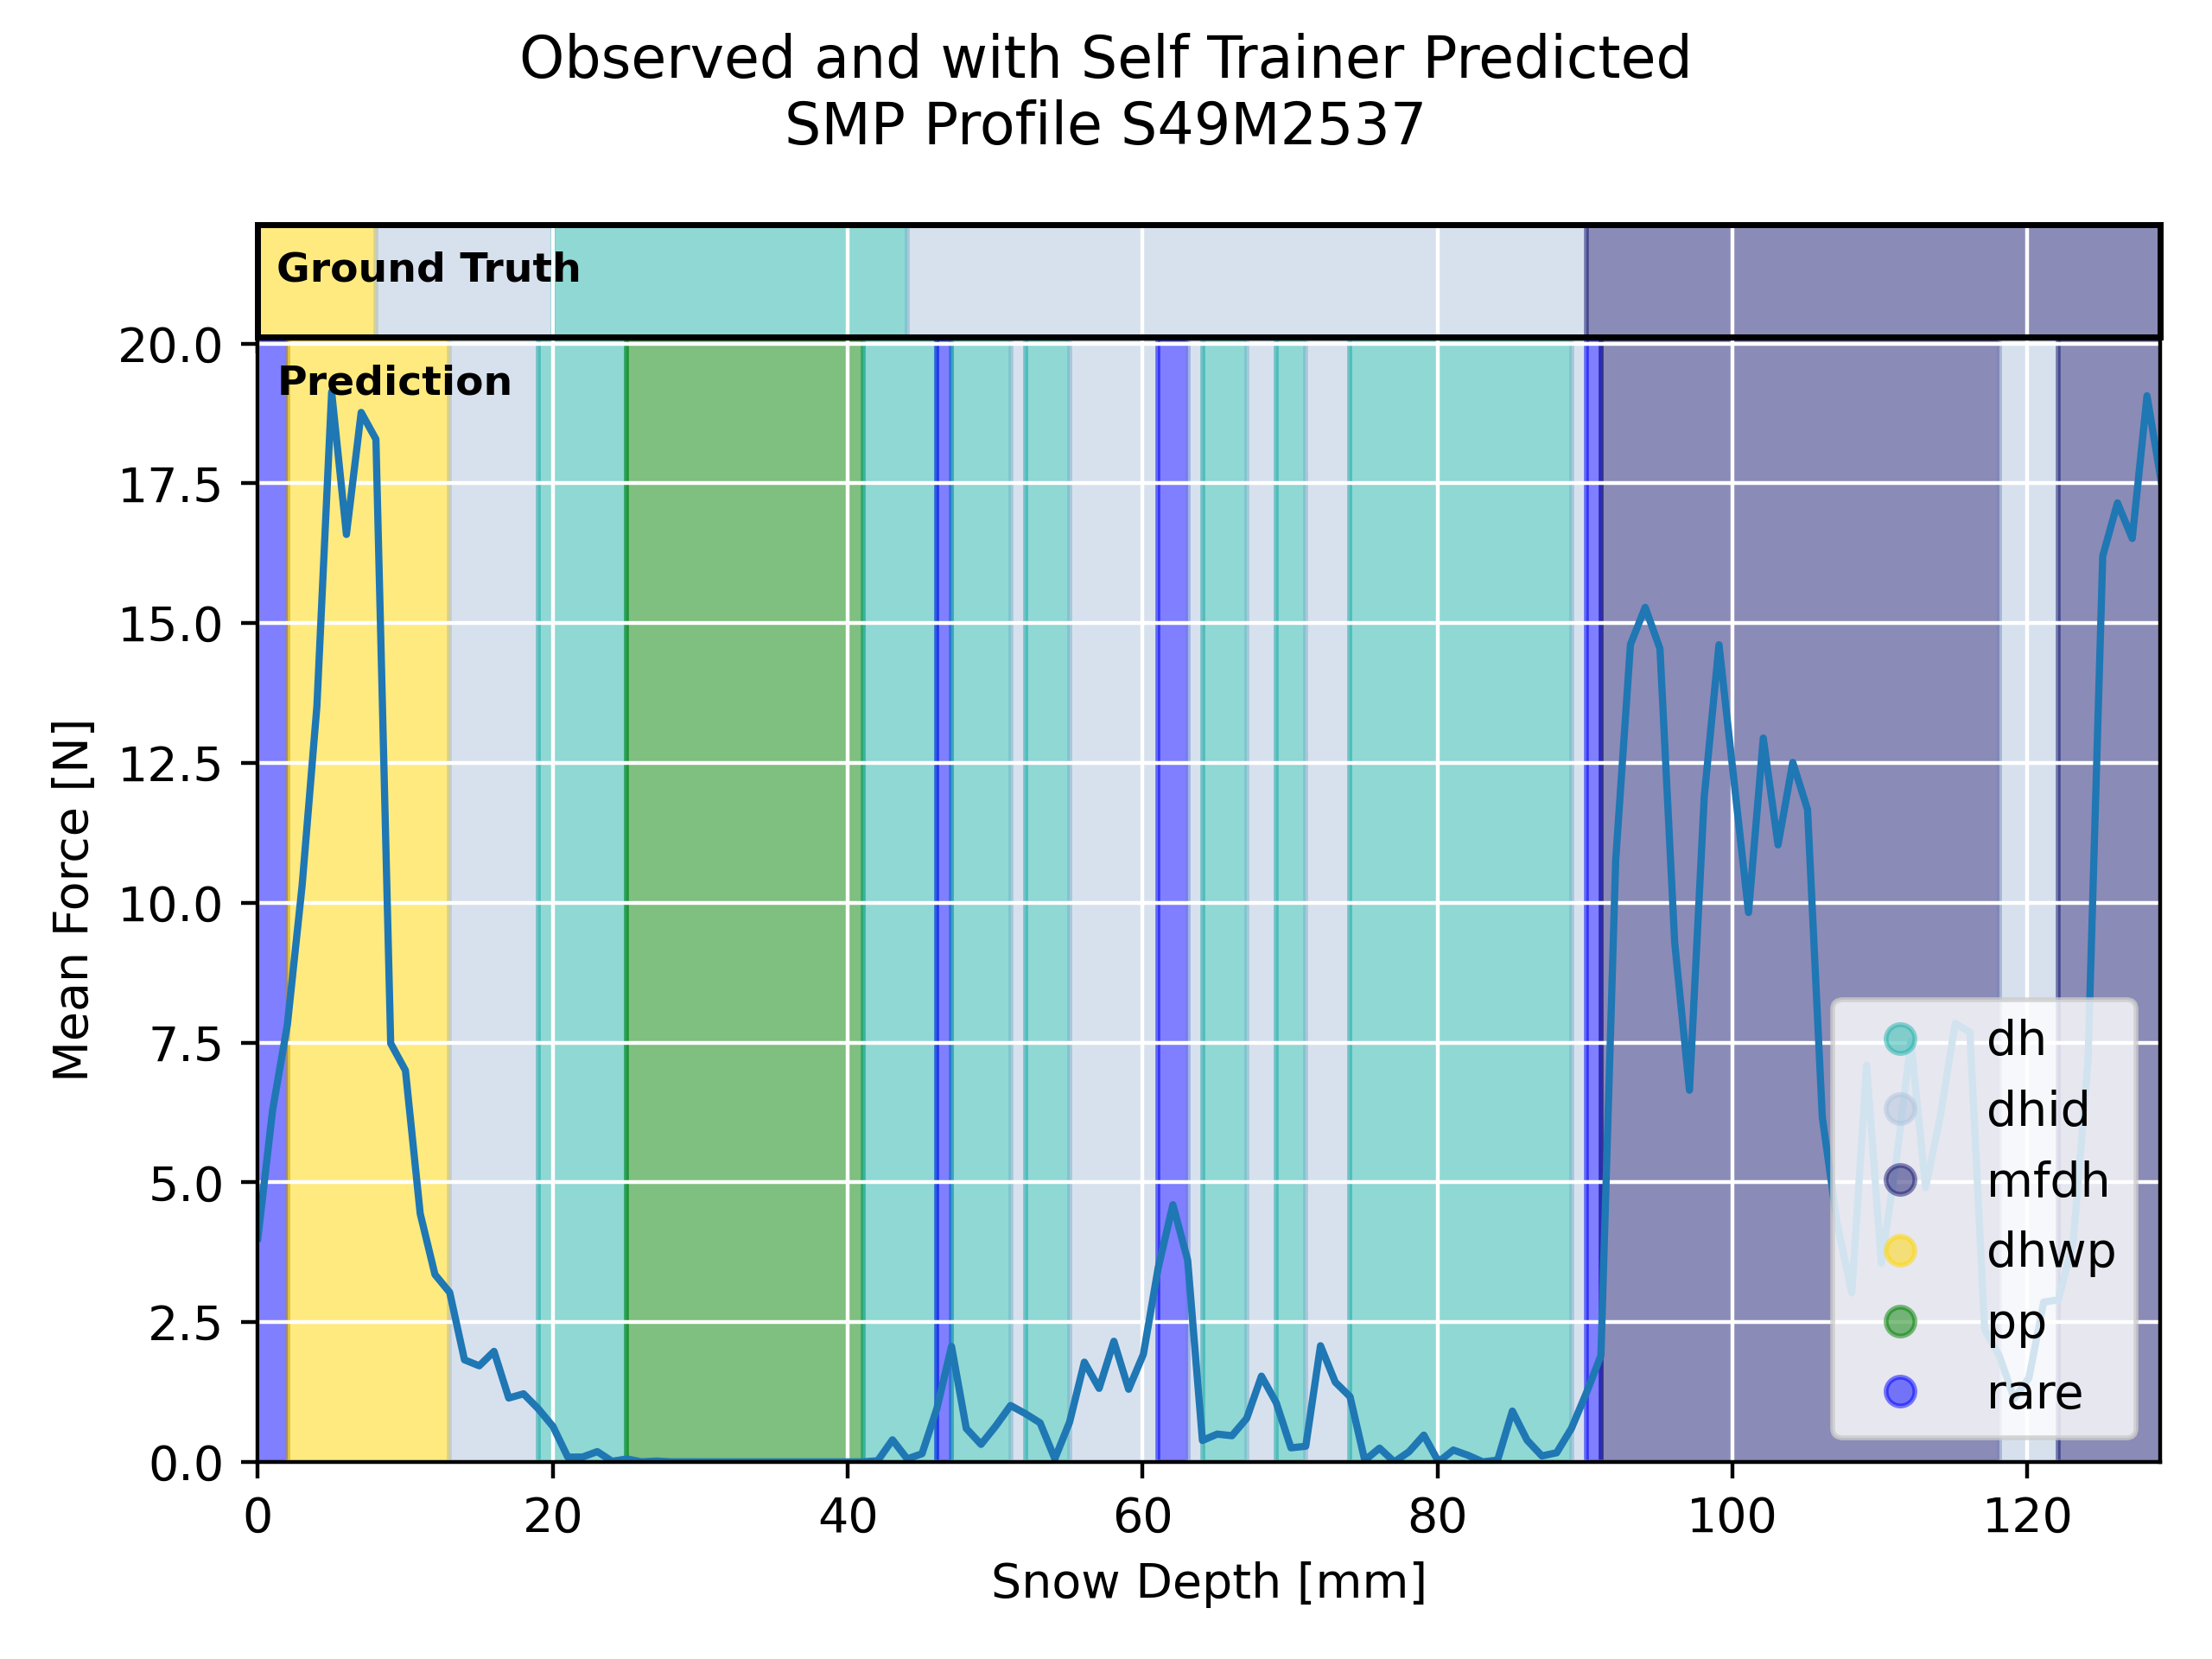 Observed and with Self Trainer Predicted
SMP Profile S49M2537
Ground Truth
Prediction
20.0
17.5
15.0
12.5
10.0
7.5
5.0
2.5
0.0
Mean Force [N]
dh
dhid
mfdh
dhwp
pp
rare
0 20 40 60 80 100 120
Snow Depth [mm]